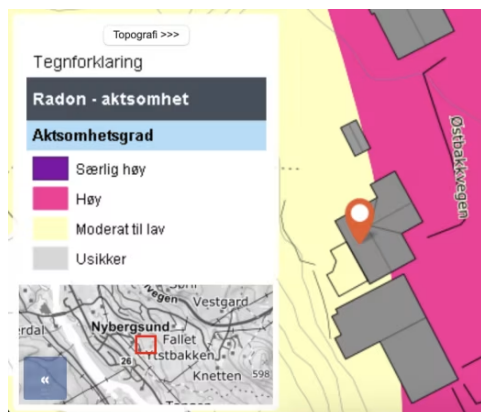 Topografi >>>
Tegnforklaring
Radon - aktsomhet
Aktsomhetsgrad
Særlig høy
Høy
Moderat til lav
Usikker
Østbakkvegen
Vestgard
Nybergsund
Fallet
26
Knetten 598
«